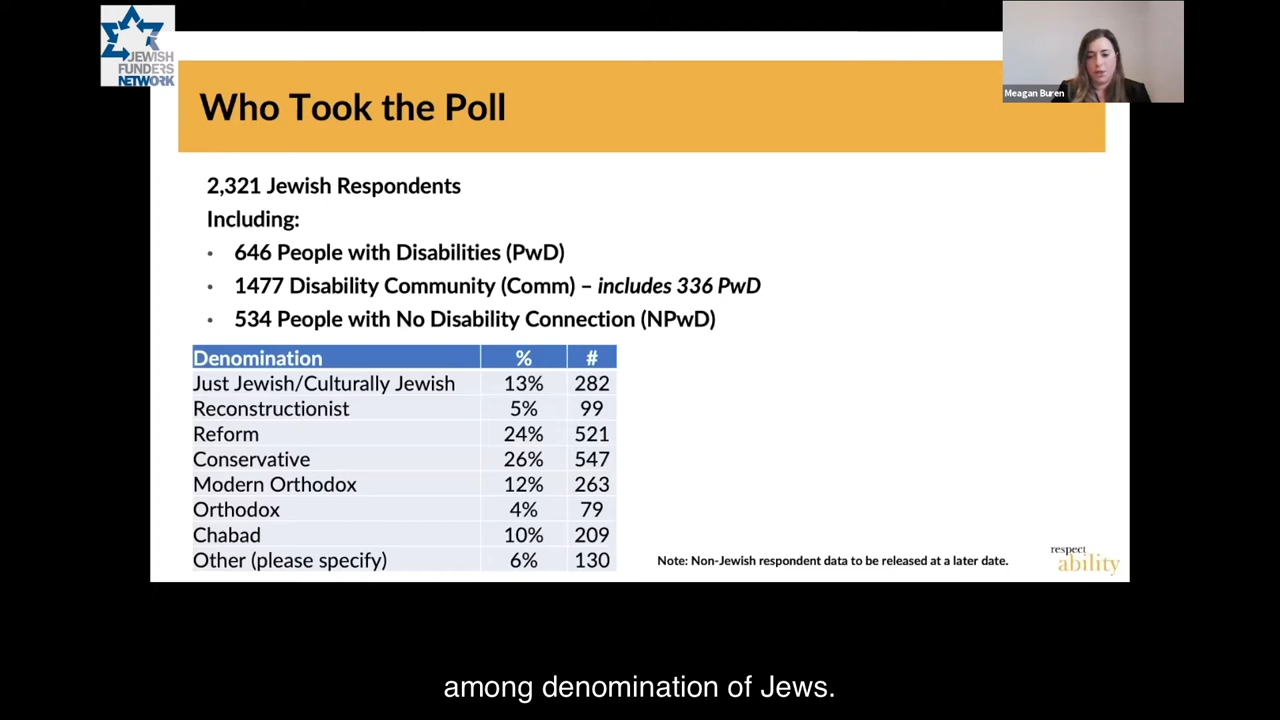 JEWISH
FUNDERS
NETWORK
Meagan Buren
Who Took the Poll
2,321 Jewish Respondents
Including:
• 646 People with Disabilities (PwD)
• 1477 Disability Community (Comm) – includes 336 PwD
• 534 People with No Disability Connection (NPwD)
Denomination % #
Just Jewish/Culturally Jewish 13% 282
Reconstructionist 5% 99
Reform 24% 521
Conservative 26% 547
Modern Orthodox 12% 263
Orthodox 4% 79
Chabad 10% 209
Other (please specify) 6% 130
Note: Non-Jewish respondent data to be released at a later date.
respect
ability
among denomination of Jews.